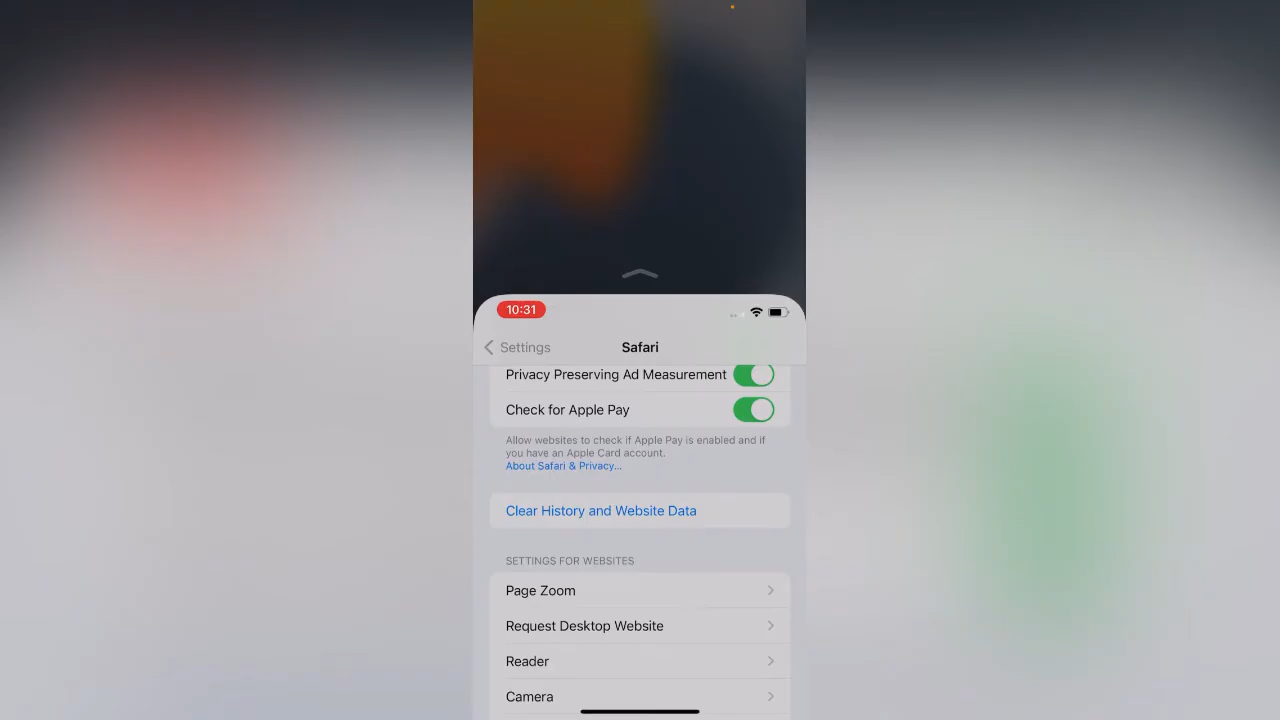 10:31
Settings
Safari
Privacy Preserving Ad Measurement
Check for Apple Pay
Allow websites to check if Apple Pay is enabled and if
you have an Apple Card account.
About Safari & Privacy...
Clear History and Website Data
SETTINGS FOR WEBSITES
Page Zoom
Request Desktop Website
Reader
Camera